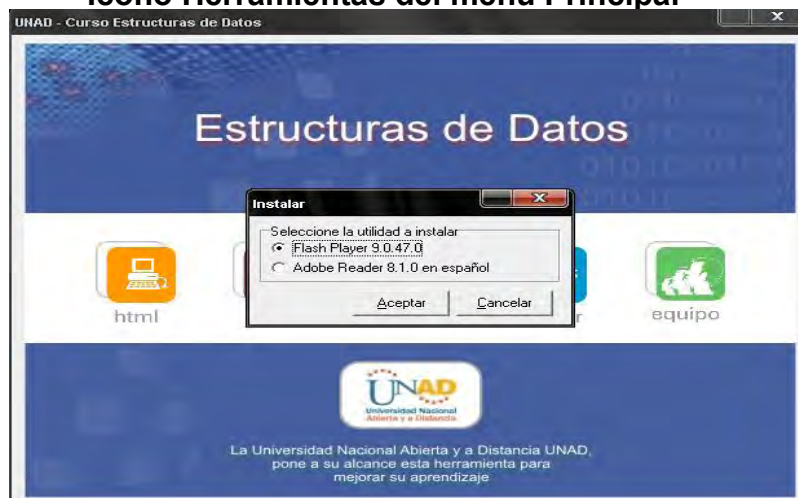 Icono Herramientas del menú Principal
UNAD - Curso Estructuras de Datos
Estructuras de Datos
Instalar
Seleccione la utilidad a instalar
Flash Player 9.0.47.0
Adobe Reader 8.1.0 en español
Aceptar
Cancelar
html
equipo
UNAD
Universidad Nacional
Abierta y a Distancia
La Universidad Nacional Abierta y a Distancia UNAD,
pone a su alcance esta herramienta para
mejorar su aprendizaje